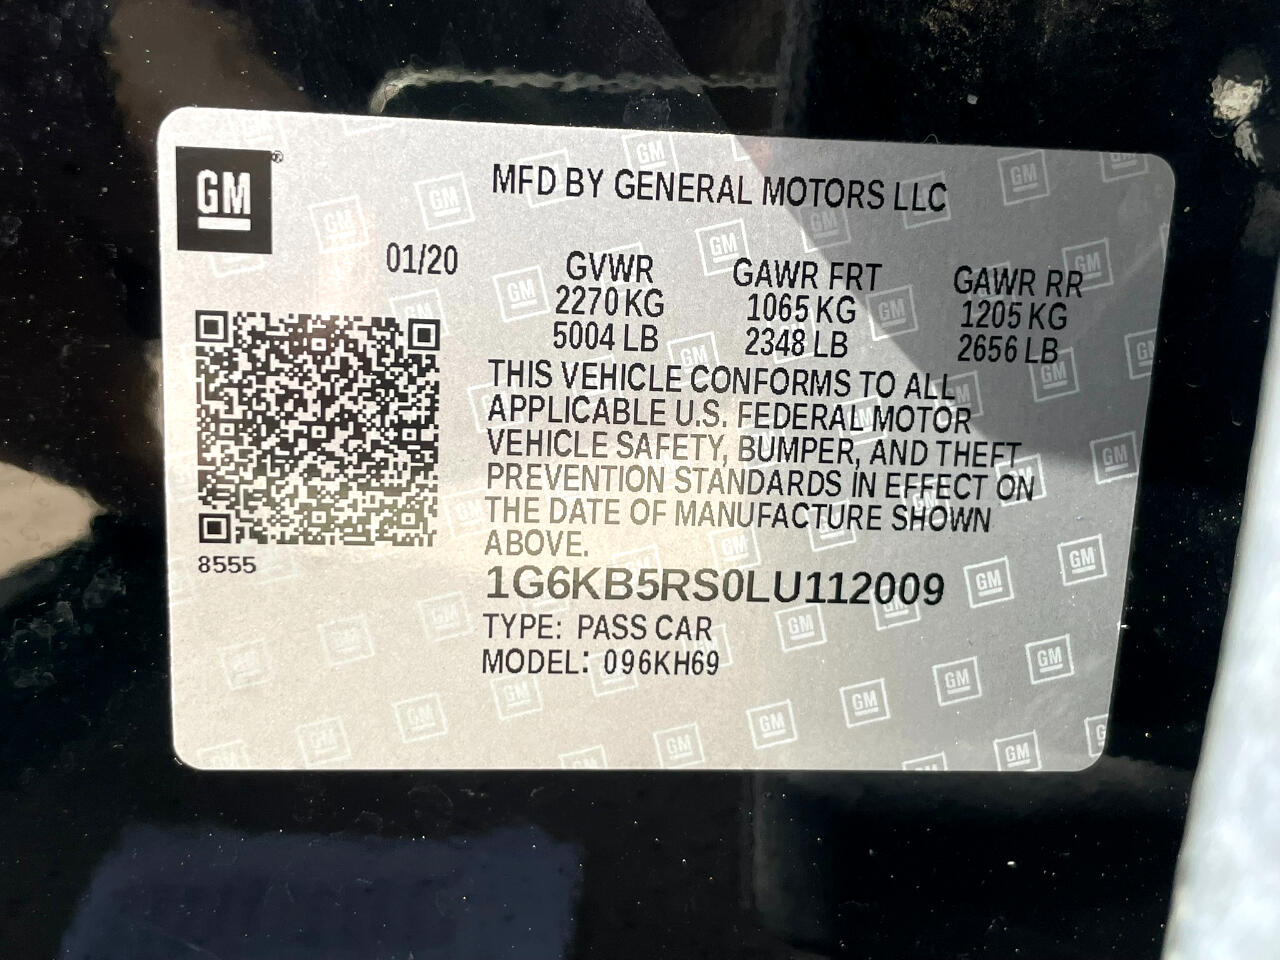 GM
MFD BY GENERAL MOTORS LLC
01/20
GVWR GAWR FRT GAWR RR
2270 KG 1065 KG 1205 KG
5004 LB 2348 LB 2656 LB
THIS VEHICLE CONFORMS TO ALL
APPLICABLE U.S. FEDERAL MOTOR
VEHICLE SAFETY, BUMPER, AND THEFT
PREVENTION STANDARDS IN EFFECT ON
THE DATE OF MANUFACTURE SHOWN
ABOVE.
8555
1G6KB5RS0LU112009
TYPE: PASS CAR
MODEL: 096KH69